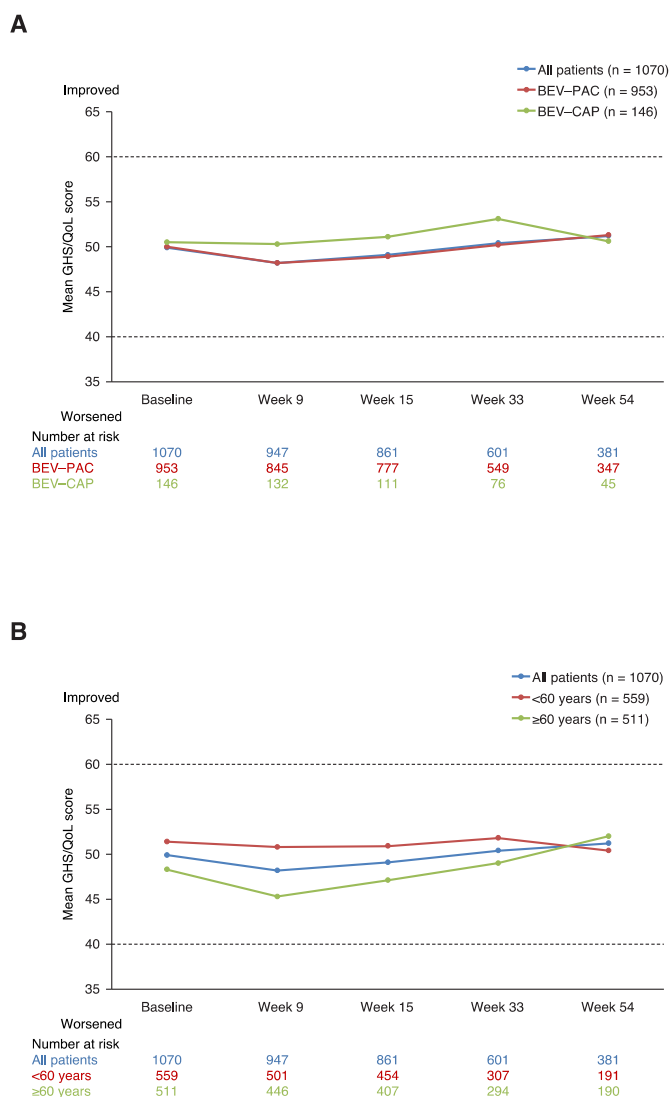 A
All patients (n = 1070)
BEV–PAC (n = 953)
BEV–CAP (n = 146)
Improved
65
60
55
50
45
40
35
Mean GHS/QoL score
Baseline Week 9 Week 15 Week 33 Week 54
Worsened
Number at risk
All patients 1070 947 861 601 381
BEV–PAC 953 845 777 549 347
BEV–CAP 146 132 111 76 45
B
All patients (n = 1070)
<60 years (n = 559)
≥60 years (n = 511)
Improved
65
60
55
50
45
40
35
Mean GHS/QoL score
Baseline Week 9 Week 15 Week 33 Week 54
Worsened
Number at risk
All patients 1070 947 861 601 381
<60 years 559 501 454 307 191
≥60 years 511 446 407 294 190